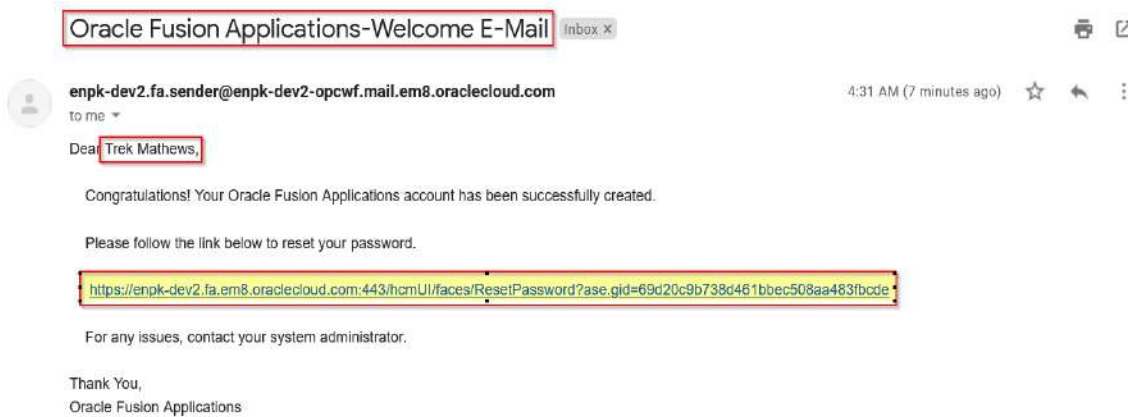 Oracle Fusion Applications-Welcome E-Mail Inbox x
enpk-dev2.fa.sender@enpk-dev2-opcwf.mail.em8.oraclecloud.com 4:31 AM (7 minutes ago)
to me
Dear Trek Mathews,
Congratulations! Your Oracle Fusion Applications account has been successfully created.
Please follow the link below to reset your password.
https://enpk-dev2.fa.em8.oraclecloud.com:443/hcmUI/faces/ResetPassword?ase.gid=69d20c9b738d461bbec508aa483fbcde
For any issues, contact your system administrator.
Thank You,
Oracle Fusion Applications